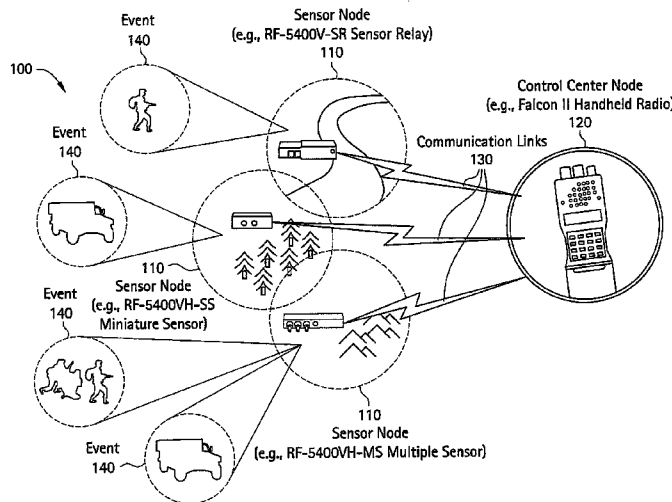 Event
140
100
Sensor Node
(e.g., RF-5400V-SR Sensor Relay)
110
Control Center Node
(e.g., Falcon II Handheld Radio)
120
Event
140
Communication Links
130
110
Sensor Node
(e.g., RF-5400VH-SS
Miniature Sensor)
Event
140
110
Sensor Node
(e.g., RF-5400VH-MS Multiple Sensor)
Event
140